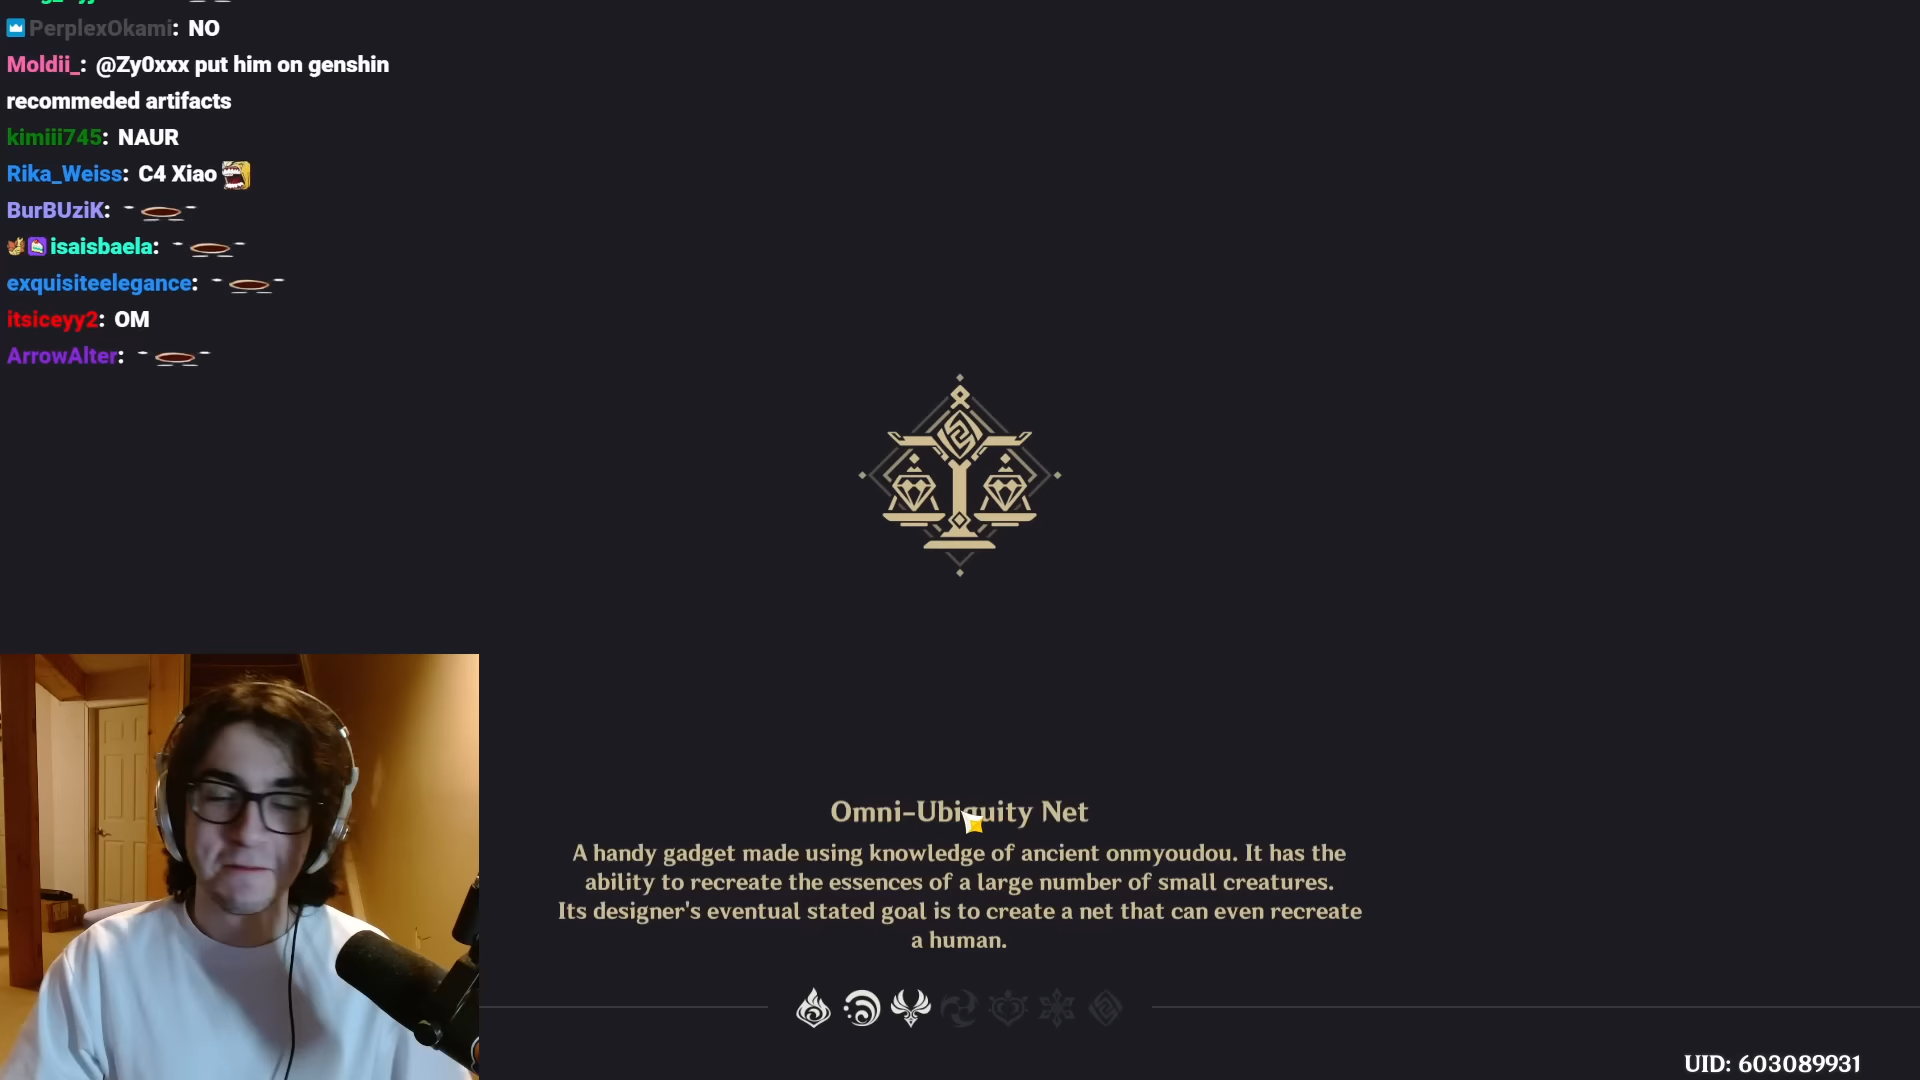 PerplexOkami: NO
Moldii_: @Zy0xxx put him on genshin
recommeded artifacts
kimiii745: NAUR
Rika_Weiss: C4 Xiao
BurBUziK:
isaisbaela:
exquisiteelegance:
itsiceyy2: OM
ArrowAlter:
Omni-Ubiquity Net
A handy gadget made using knowledge of ancient onmyoudou. It has the
ability to recreate the essences of a large number of small creatures.
Its designer's eventual stated goal is to create a net that can even recreate
a human.
UID: 603089931